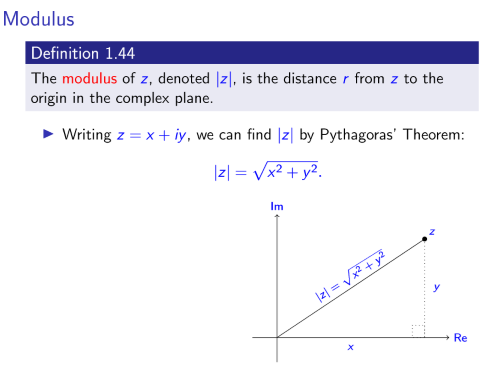 Modulus
Definition 1.44
The modulus of z, denoted |z|, is the distance r from z to the
origin in the complex plane.
▶ Writing z = x + iy, we can find |z| by Pythagoras' Theorem:
|z| = √(x² + y²).
Im
z
|z| = √(x² + y²)
y
Re
x